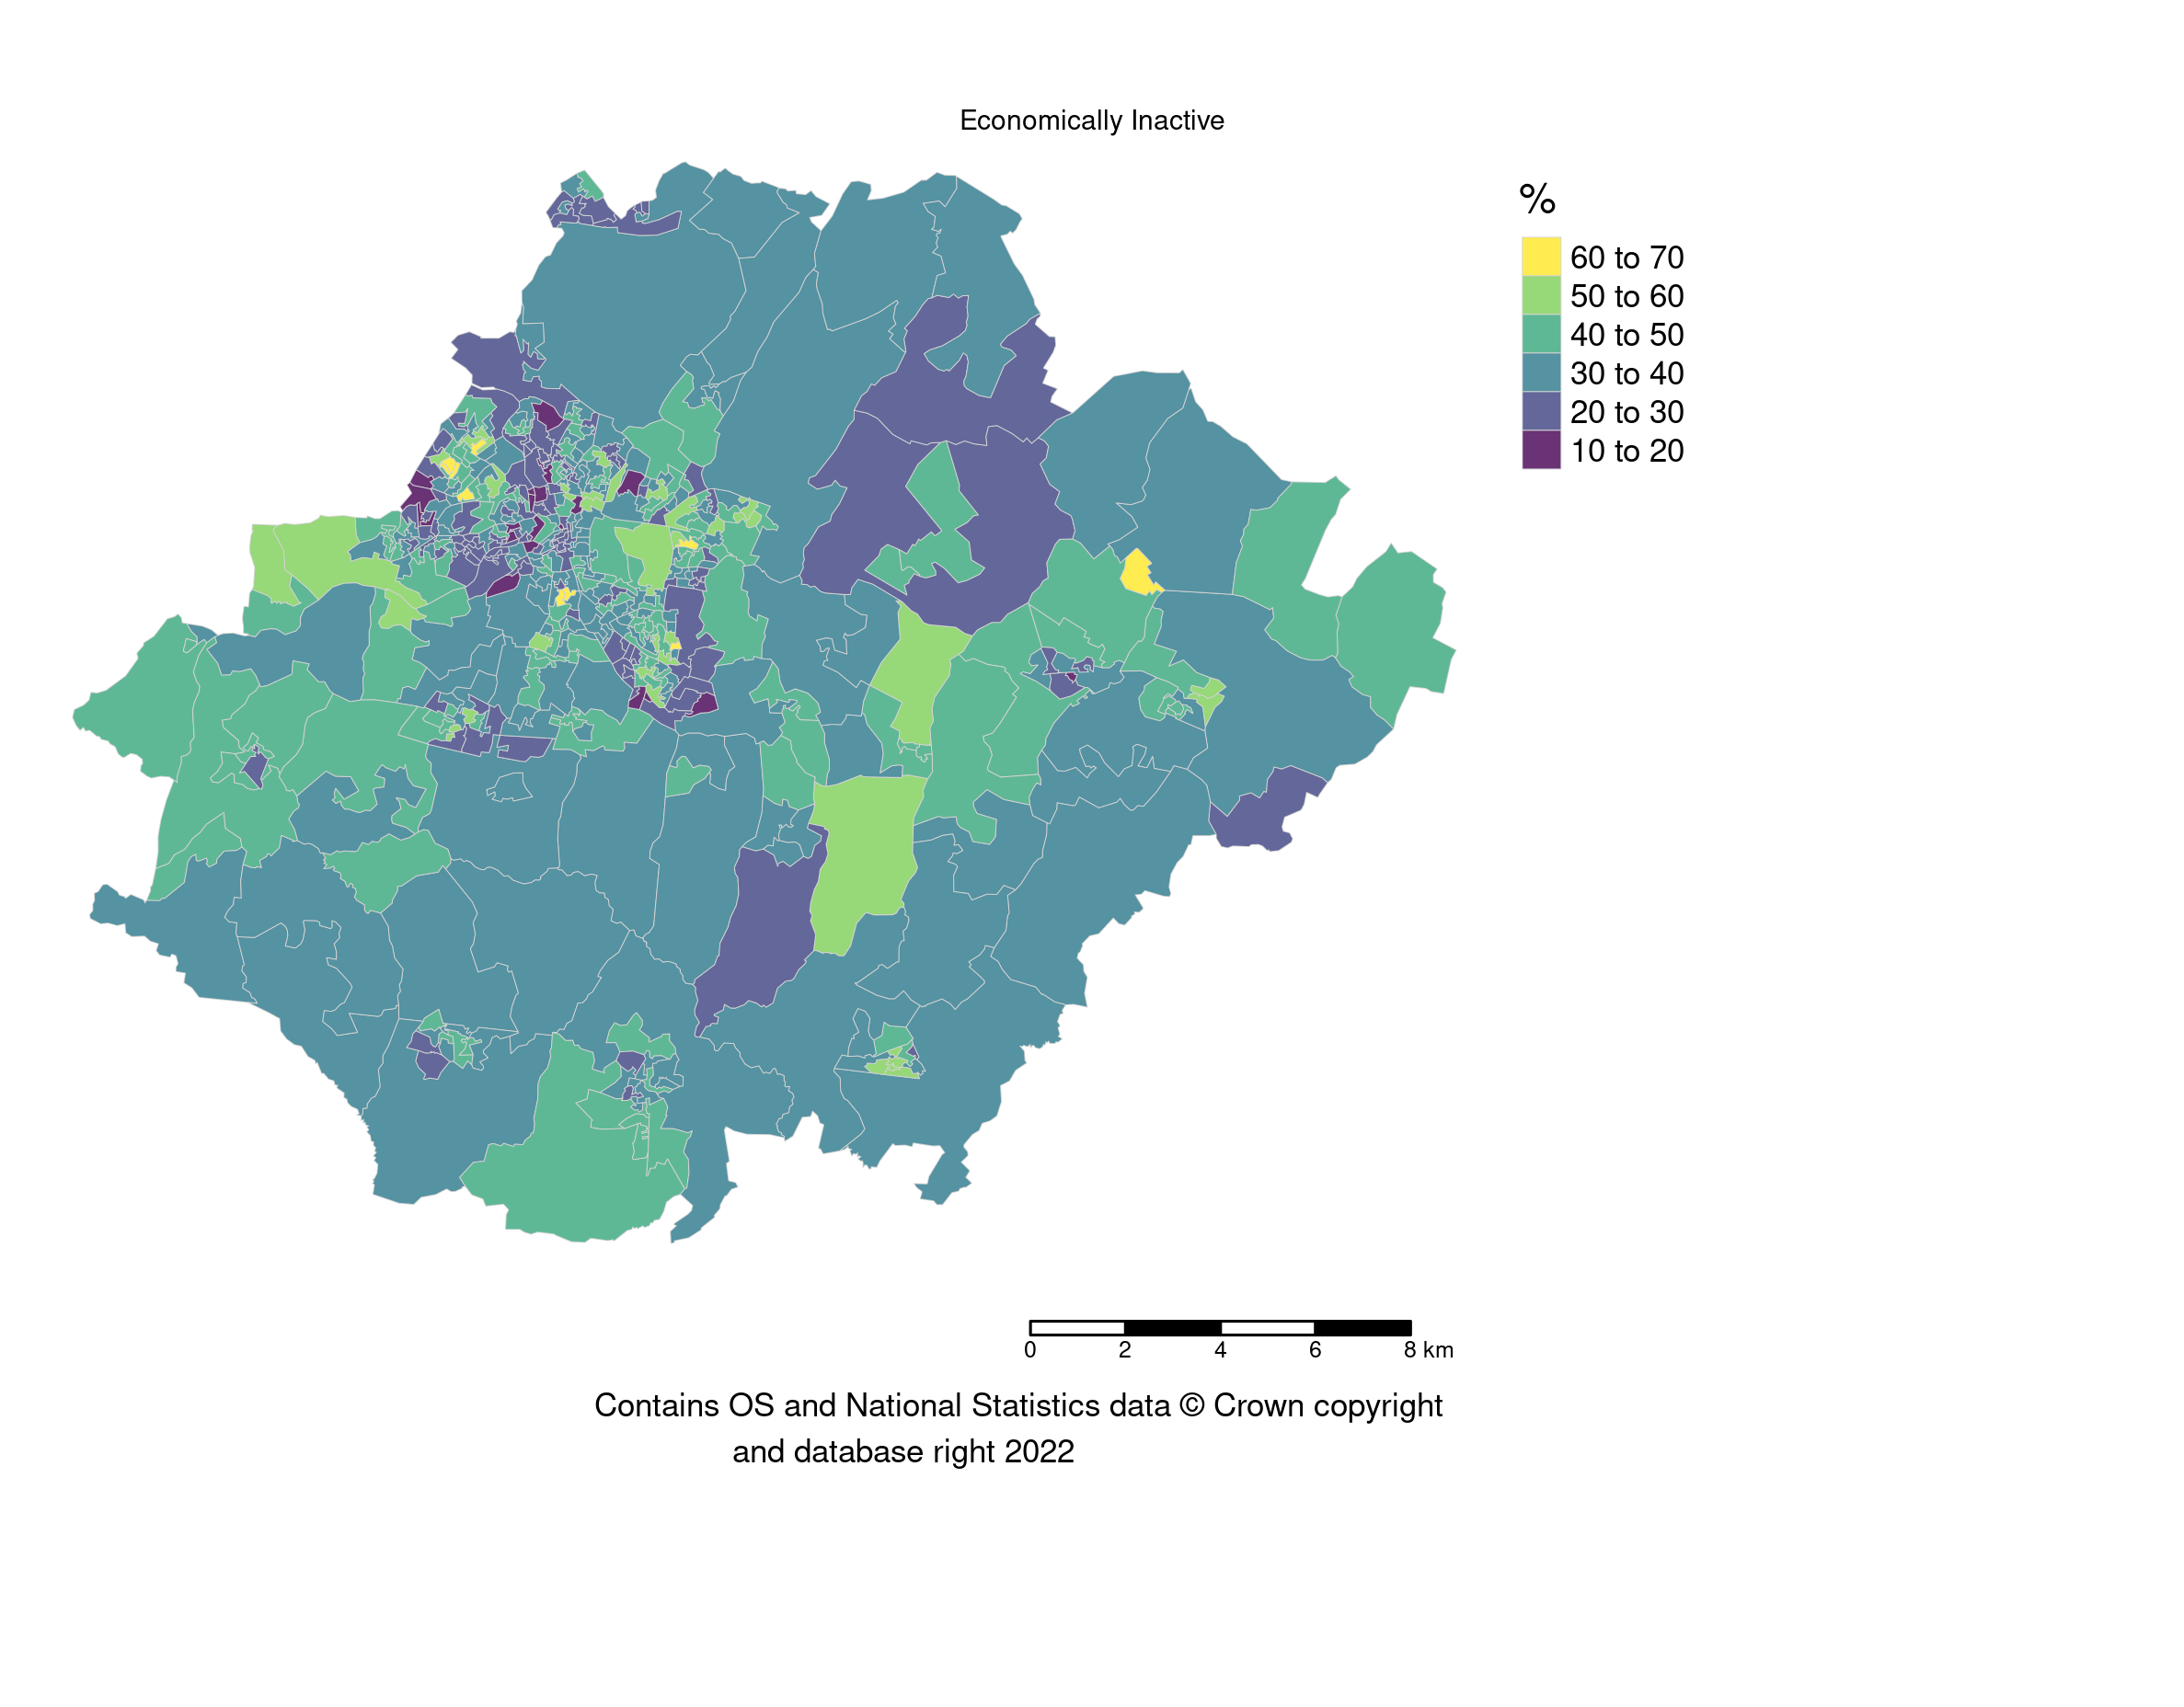 Economically Inactive
%
60 to 70
50 to 60
40 to 50
30 to 40
20 to 30
10 to 20
0 2 4 6 8 km
Contains OS and National Statistics data © Crown copyright
and database right 2022